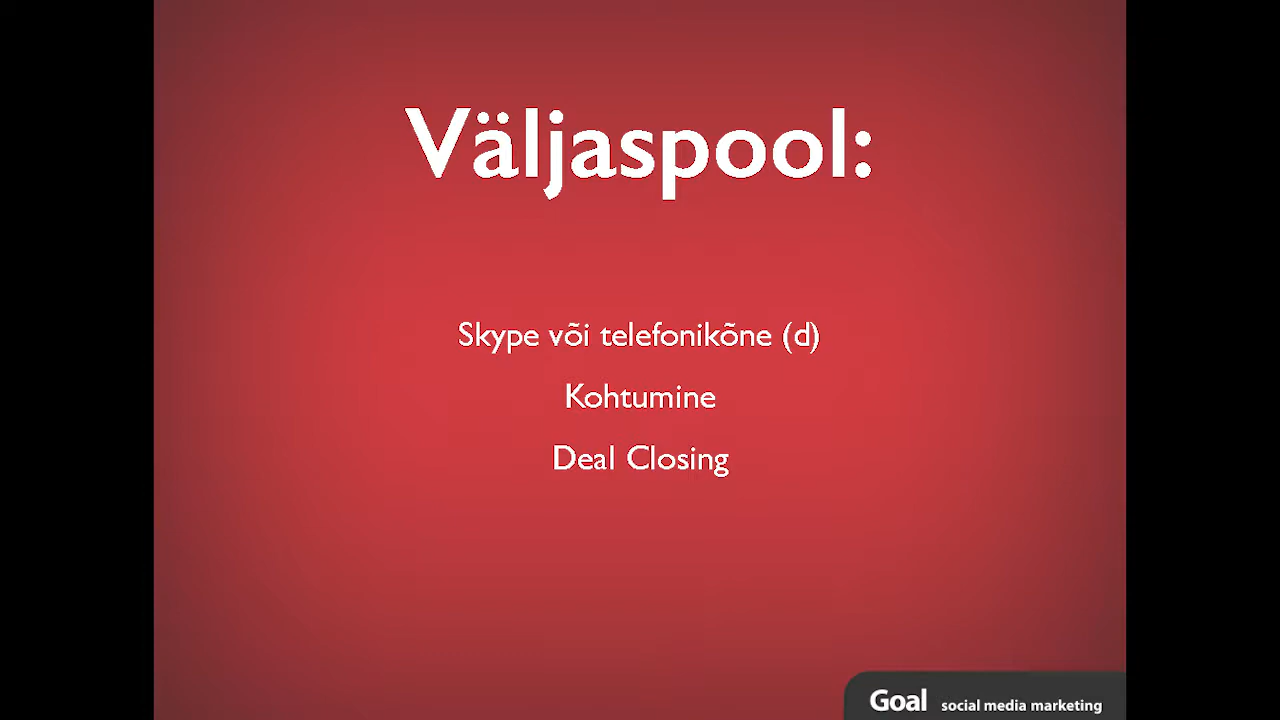 Väljaspool:
Skype või telefonikõne (d)
Kohtumine
Deal Closing
Goal social media marketing